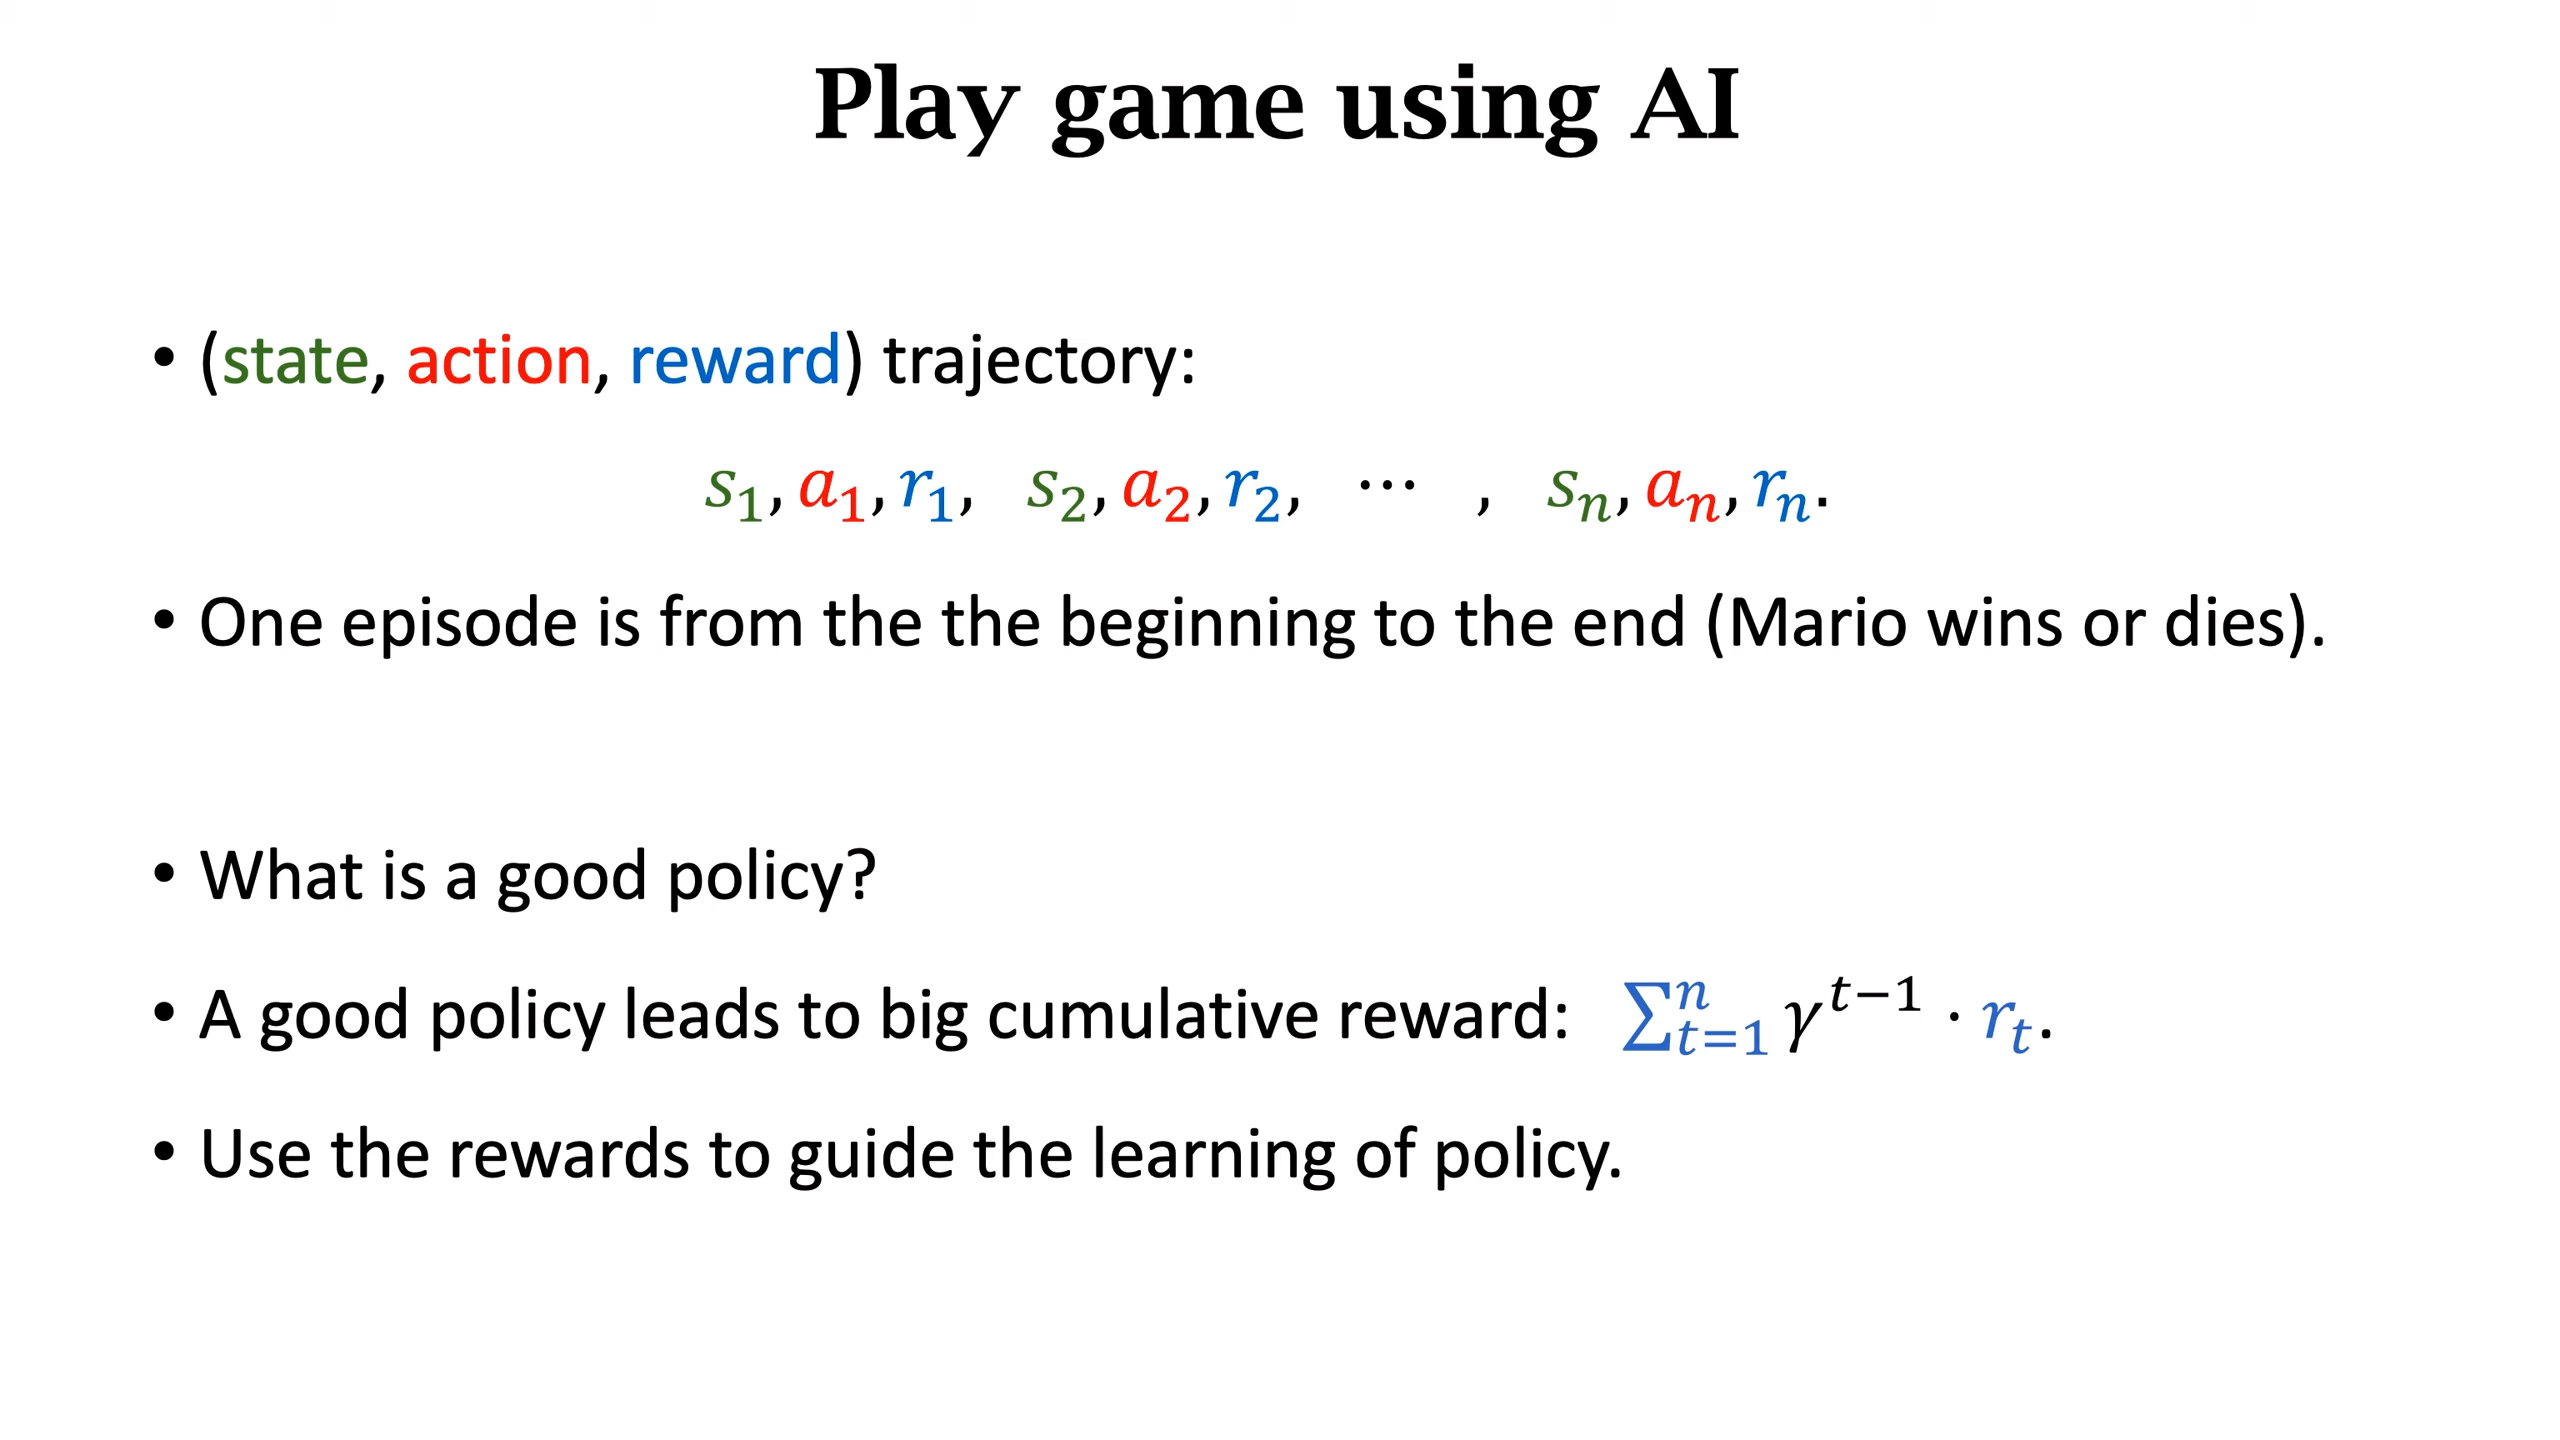 Play game using AI
• (state, action, reward) trajectory:
s₁, a₁, r₁, s₂, a₂, r₂, ⋯ , sₙ, aₙ, rₙ.
• One episode is from the the beginning to the end (Mario wins or dies).
• What is a good policy?
• A good policy leads to big cumulative reward: ∑ₜ₌₁ⁿ γᵗ⁻¹ · rₜ.
• Use the rewards to guide the learning of policy.